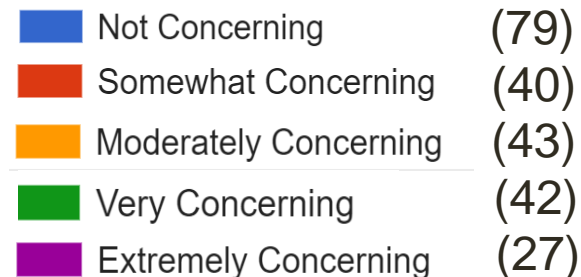 Not Concerning (79)
Somewhat Concerning (40)
Moderately Concerning (43)
Very Concerning (42)
Extremely Concerning (27)